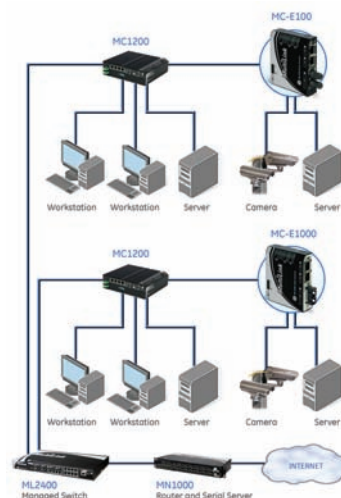 MC1200
MC-E100
Workstation
Workstation
Server
Camera
Server
MC1200
MC-E1000
Workstation
Workstation
Server
Camera
Server
ML2400
Managed Switch
MN1000
Router and Serial Server
INTERNET